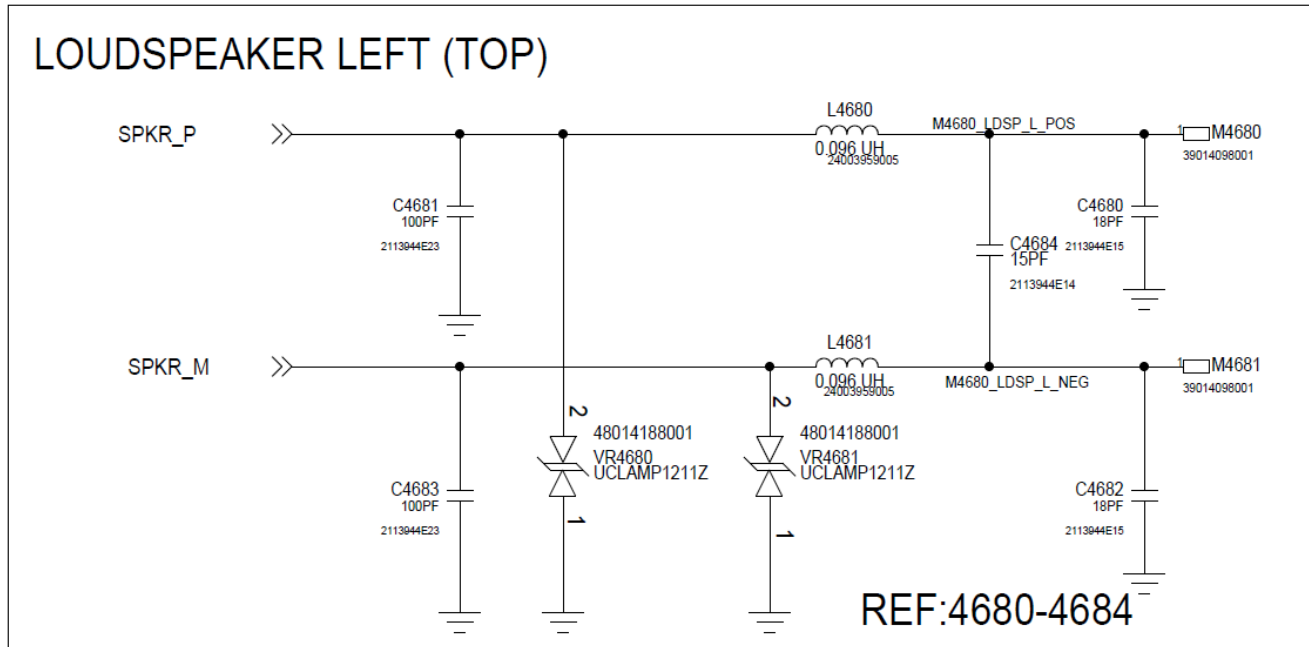 LOUDSPEAKER LEFT (TOP)
SPKR_P
L4680
0.096 UH
24003959005
M4680_LDSP_L_POS
1
M4680
39014098001
C4681
100PF
2113944E23
C4684
15PF
2113944E14
C4680
18PF
2113944E15
SPKR_M
L4681
0.096 UH
24003959005
M4680_LDSP_L_NEG
1
M4681
39014098001
C4683
100PF
2113944E23
2
48014188001
VR4680
UCLAMP1211Z
1
2
48014188001
VR4681
UCLAMP1211Z
1
C4682
18PF
2113944E15
REF:4680-4684